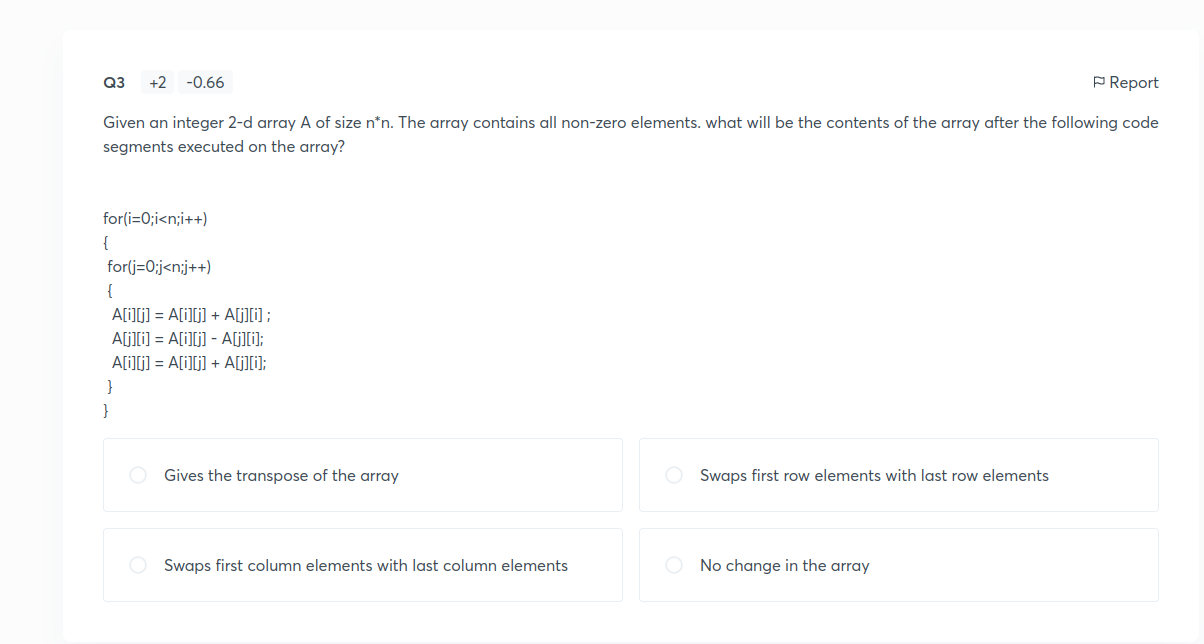 Q3 +2 -0.66 Report
Given an integer 2-d array A of size n*n. The array contains all non-zero elements. what will be the contents of the array after the following code
segments executed on the array?
for(i=0;i<n;i++)
{
for(j=0;j<n;j++)
{
A[i][j] = A[i][j] + A[j][i] ;
A[j][i] = A[i][j] - A[j][i];
A[i][j] = A[i][j] + A[j][i];
}
}
Gives the transpose of the array
Swaps first row elements with last row elements
Swaps first column elements with last column elements
No change in the array